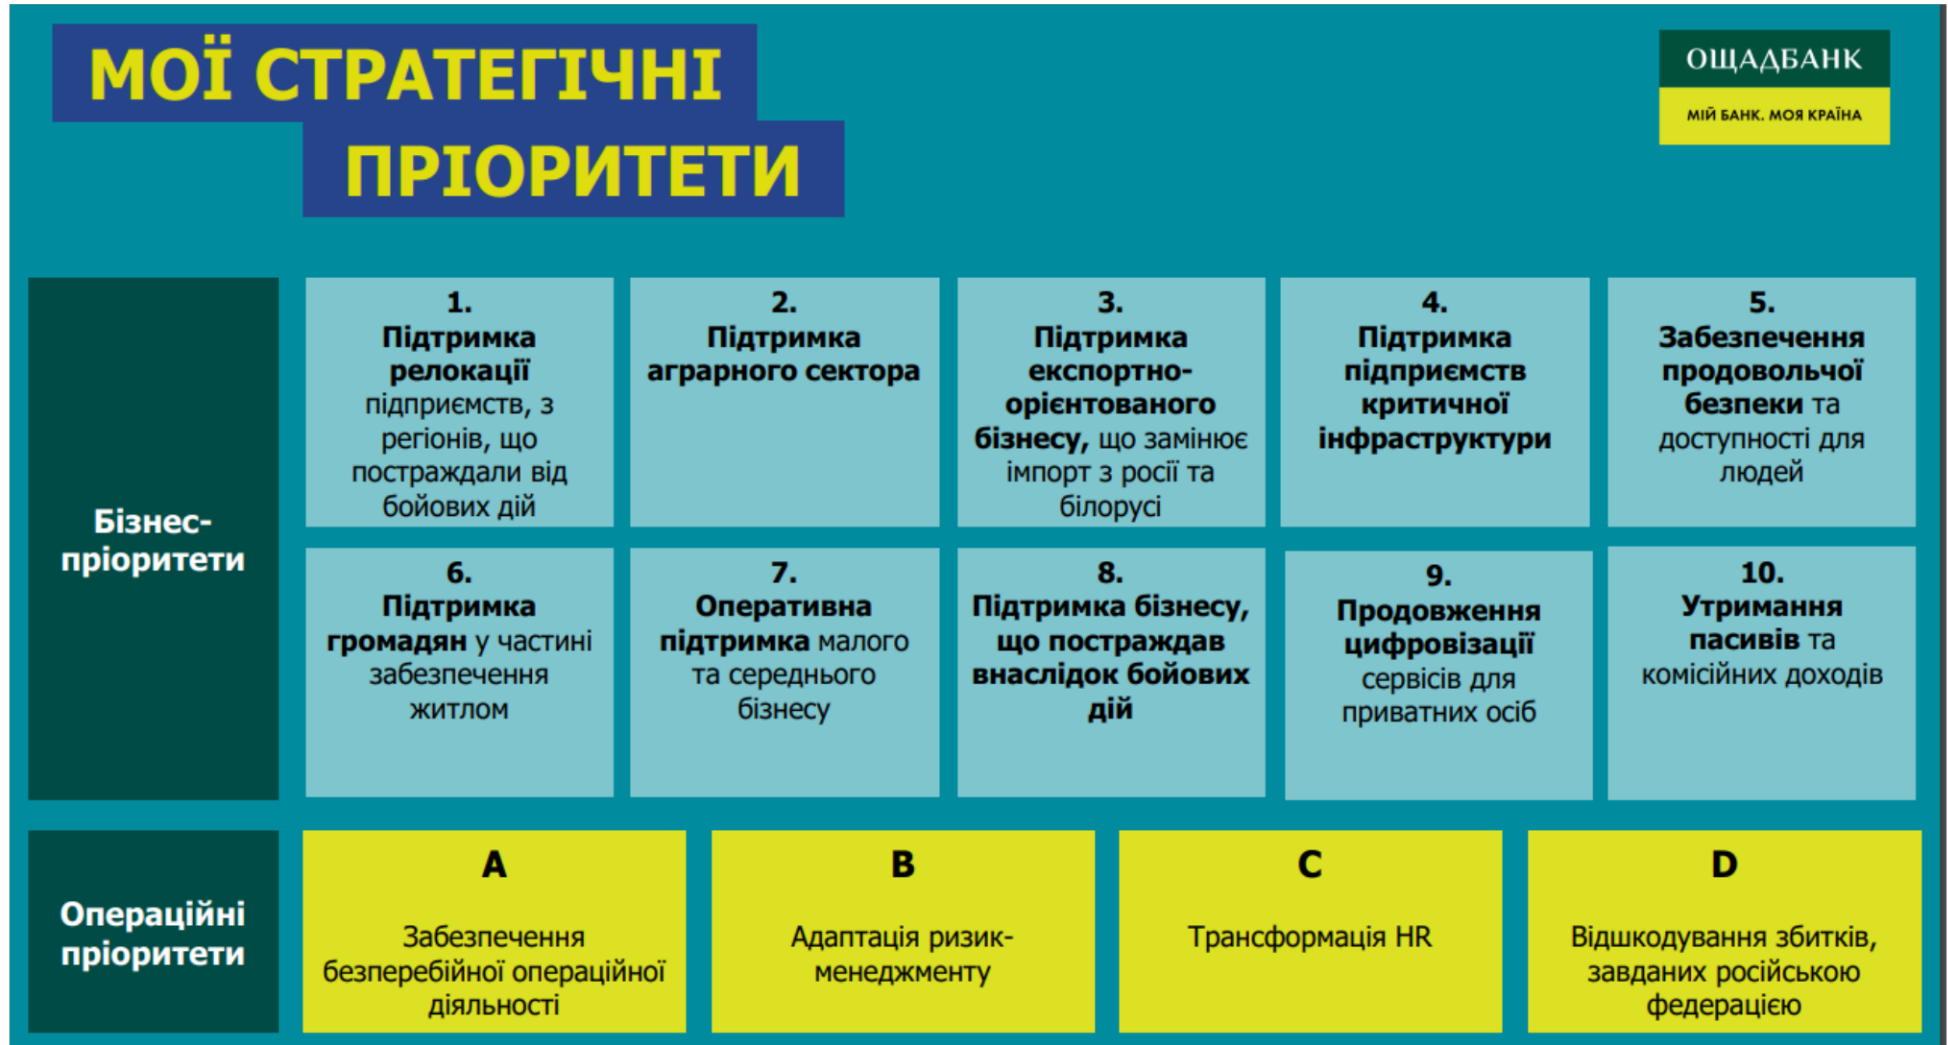 МОЇ СТРАТЕГІЧНІ
ПРІОРИТЕТИ
ОЩАДБАНК
МІЙ БАНК. МОЯ КРАЇНА
Бізнес-
пріоритети
1.
Підтримка
релокації
підприємств, з
регіонів, що
постраждали від
бойових дій
2.
Підтримка
аграрного сектора
3.
Підтримка
експортно-
орієнтованого
бізнесу, що замінює
імпорт з росії та
білорусі
4.
Підтримка
підприємств
критичної
інфраструктури
5.
Забезпечення
продовольчої
безпеки та
доступності для
людей
6.
Підтримка
громадян у частині
забезпечення
житлом
7.
Оперативна
підтримка малого
та середнього
бізнесу
8.
Підтримка бізнесу,
що постраждав
внаслідок бойових
дій
9.
Продовження
цифровізації
сервісів для
приватних осіб
10.
Утримання
пасивів та
комісійних доходів
Операційні
пріоритети
A
Забезпечення
безперебійної операційної
діяльності
B
Адаптація ризик-
менеджменту
C
Трансформація HR
D
Відшкодування збитків,
завданих російською
федерацією